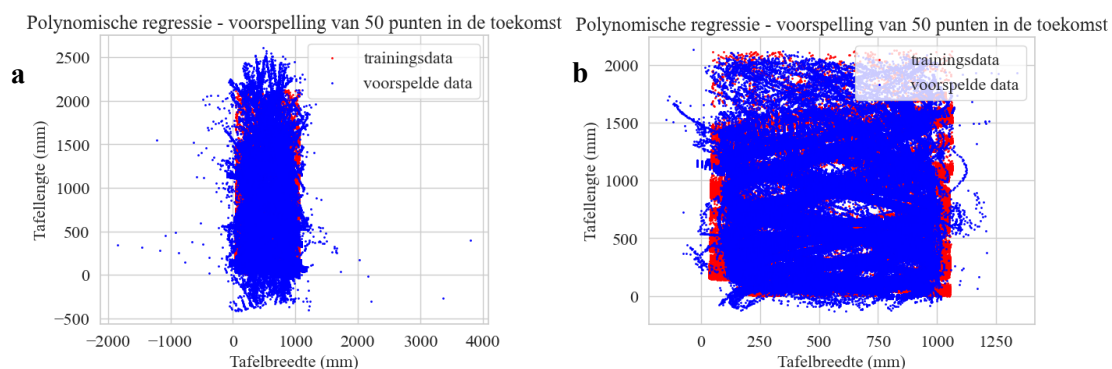 Polynomische regressie - voorspelling van 50 punten in de toekomst
a
trainingsdata
voorspelde data
2500
2000
1500
1000
500
0
−500
Tafellengte (mm)
−2000 −1000 0 1000 2000 3000 4000
Tafelbreedte (mm)
Polynomische regressie - voorspelling van 50 punten in de toekomst
b
trainingsdata
voorspelde data
2000
1500
1000
500
0
Tafellengte (mm)
0 250 500 750 1000 1250
Tafelbreedte (mm)